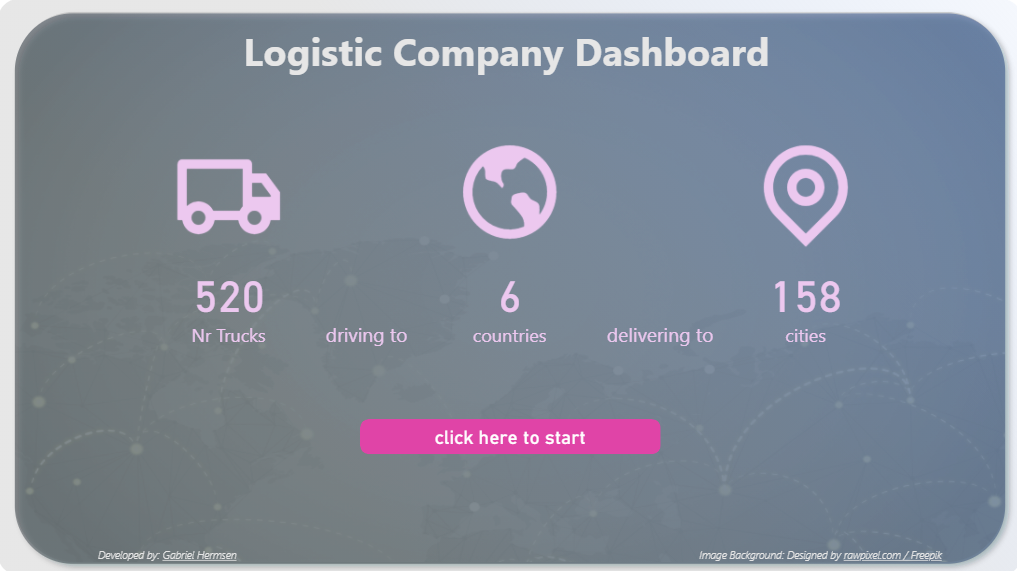 Logistic Company Dashboard
520 6 158
Nr Trucks driving to countries delivering to cities
click here to start
Developed by: Gabriel Hermsen Image Background: Designed by rawpixel.com / Freepik